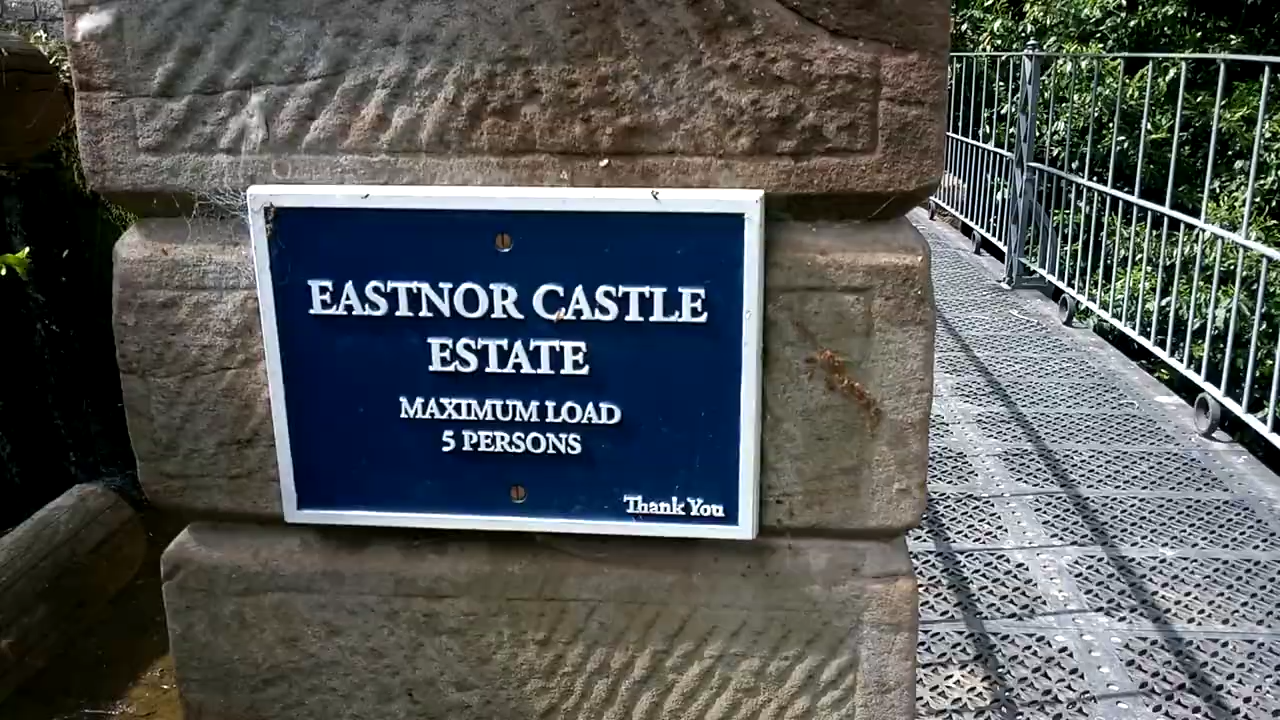 EASTNOR CASTLE
ESTATE
MAXIMUM LOAD
5 PERSONS
Thank You